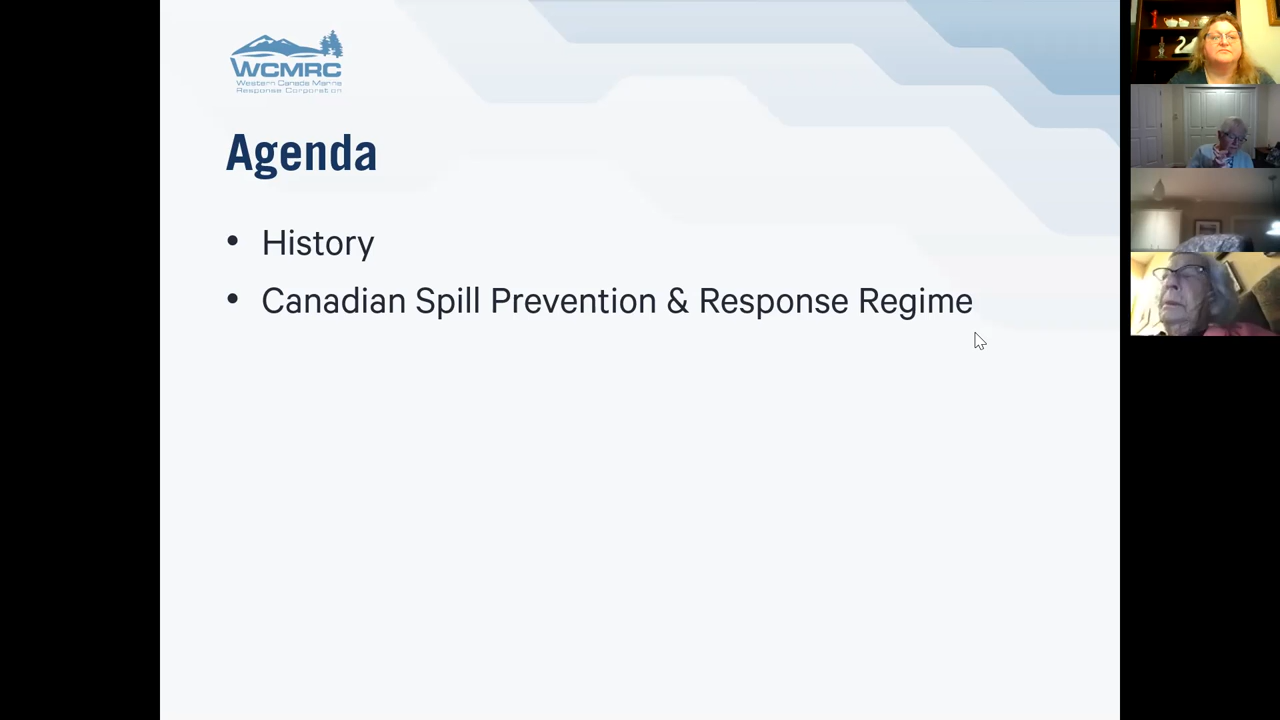 WCMRC
Western Canada Marine
Response Corporation
Agenda
• History
• Canadian Spill Prevention & Response Regime